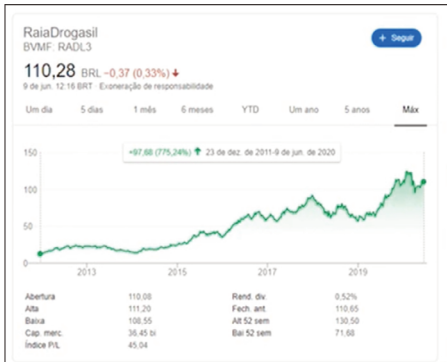 RaiaDrogasil
BVMF: RADL3
+ Seguir
110,28 BRL −0,37 (0,33%) ↓
9 de jun. 12:16 BRT · Exoneração de responsabilidade
Um dia 5 dias 1 mês 6 meses YTD Um ano 5 anos Máx
+97,68 (775,24%) ↑ 23 de dez. de 2011-9 de jun. de 2020
150
100
50
0
2013 2015 2017 2019
Abertura 110,08 Rend. div. 0,52%
Alta 111,20 Fech. ant. 110,65
Baixa 108,55 Alt 52 sem 130,50
Cap. merc. 36,45 bi Bai 52 sem 71,68
Índice P/L 45,04